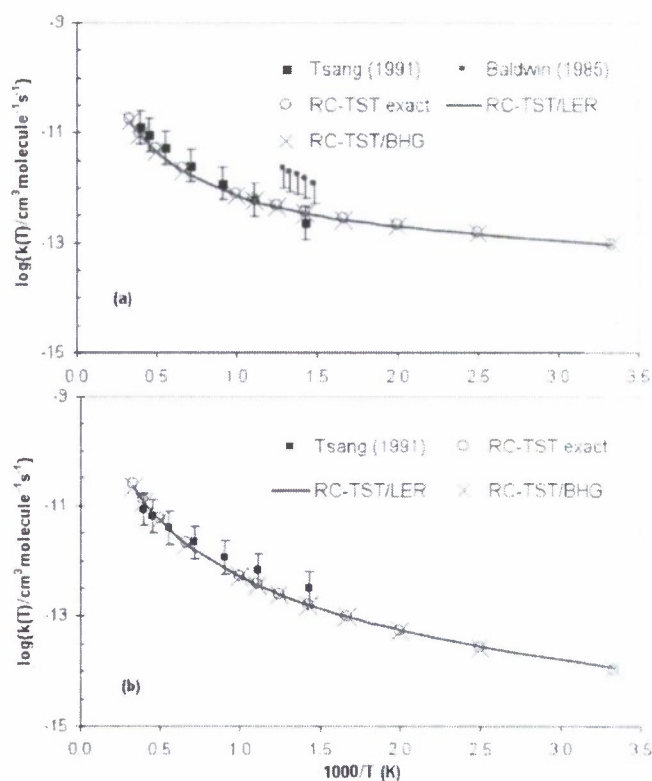 -9
-11
-13
-15
log{k(T)/cm³molecule⁻¹s⁻¹}
Tsang (1991)
Baldwin (1985)
RC-TST exact
RC-TST/LER
RC-TST/BHG
(a)
0.0 0.5 1.0 1.5 2.0 2.5 3.0 3.5
-9
-11
-13
-15
log{k(T)/cm³molecule⁻¹s⁻¹}
Tsang (1991)
RC-TST exact
RC-TST/LER
RC-TST/BHG
(b)
0.0 0.5 1.0 1.5 2.0 2.5 3.0 3.5
1000/T (K)